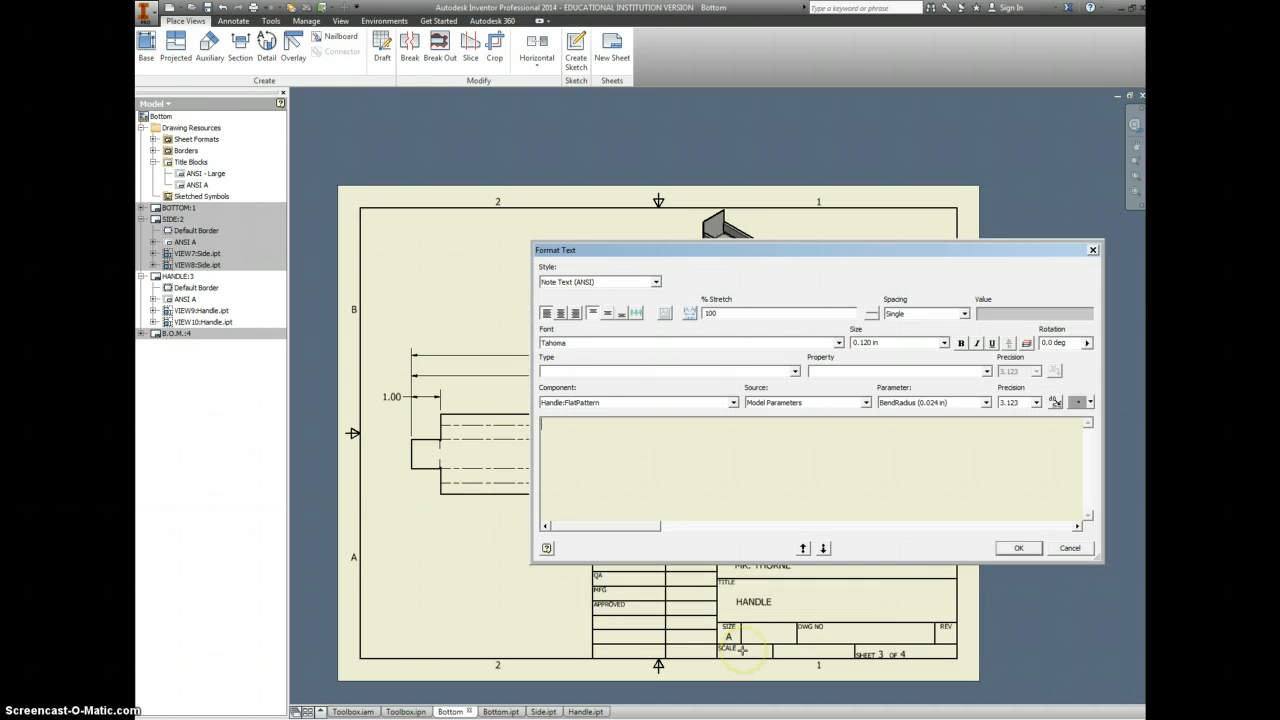 Autodesk Inventor Professional 2014 - EDUCATIONAL INSTITUTION VERSION Bottom
Type a keyword or phrase
Sign In
PRO
Place Views
Annotate
Tools
Manage
View
Environments
Get Started
Autodesk 360
Base
Projected
Auxiliary
Section
Detail
Overlay
Nailboard
Connector
Draft
Break
Break Out
Slice
Crop
Horizontal
Create Sketch
New Sheet
Create
Modify
Sketch
Sheets
Model
Bottom
Drawing Resources
Sheet Formats
Borders
Title Blocks
ANSI - Large
ANSI A
Sketched Symbols
BOTTOM:1
SIDE:2
Default Border
ANSI A
VIEW7:Side.ipt
VIEW8:Side.ipt
HANDLE:3
Default Border
ANSI A
VIEW9:Handle.ipt
VIEW10:Handle.ipt
B.O.M.:4
2
1
B
A
1.00
Format Text
Style:
Note Text (ANSI)
% Stretch
100
Spacing
Single
Value
Font
Tahoma
Size
0.120 in
B
I
U
Rotation
0.0 deg
Type
Property
Precision
3.123
Component:
Handle:FlatPattern
Source:
Model Parameters
Parameter:
BendRadius (0.024 in)
Precision
3.123
OK
Cancel
QA
MFG
APPROVED
MR. THORNE
TITLE
HANDLE
SIZE
A
DWG NO
REV
SCALE
SHEET 3 OF 4
2
1
Toolbox.iam
Toolbox.ipn
Bottom
Bottom.ipt
Side.ipt
Handle.ipt
Screencast-O-Matic.com